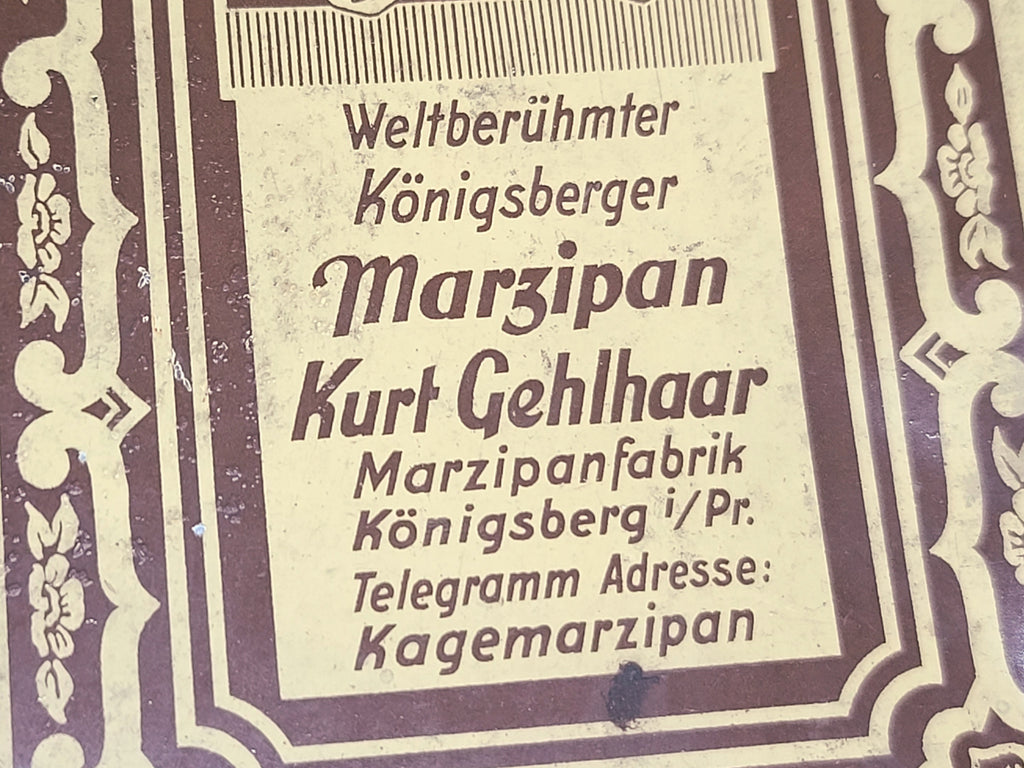 Weltberühmter
Königsberger
Marzipan
Kurt Gehlhaar
Marzipanfabrik
Königsberg i/Pr.
Telegramm Adresse:
Kagemarzipan